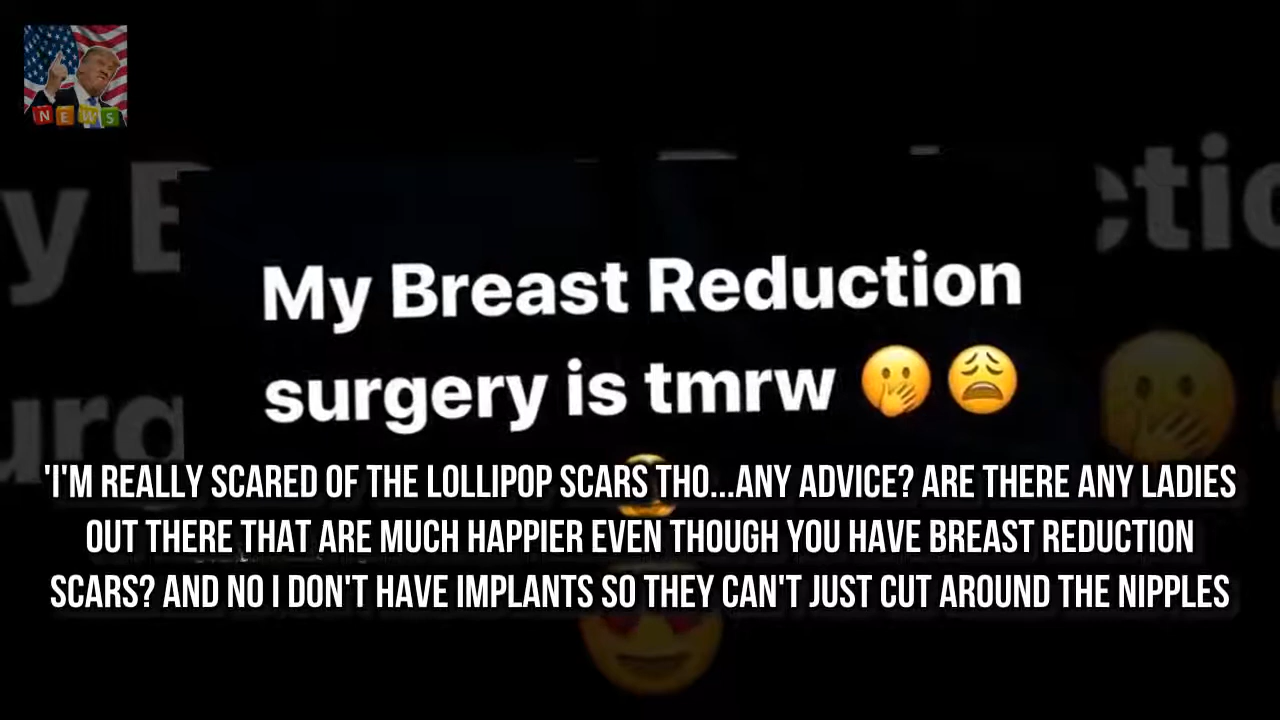 NEWS
My Breast Reduction
surgery is tmrw 🤭😩
'I'M REALLY SCARED OF THE LOLLIPOP SCARS THO...ANY ADVICE? ARE THERE ANY LADIES
OUT THERE THAT ARE MUCH HAPPIER EVEN THOUGH YOU HAVE BREAST REDUCTION
SCARS? AND NO I DON'T HAVE IMPLANTS SO THEY CAN'T JUST CUT AROUND THE NIPPLES